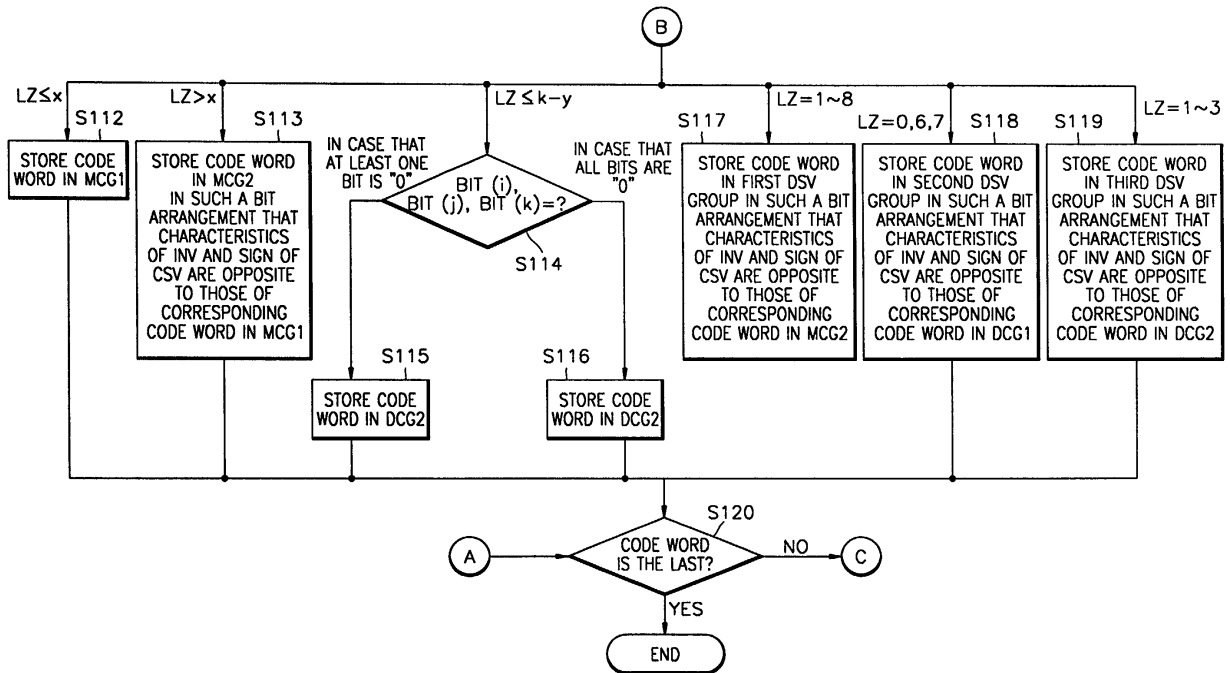 B
LZ≤x
LZ>x
LZ≤k-y
LZ=1~8
LZ=0,6,7
LZ=1~3
S112
STORE CODE
WORD IN MCG1
S113
STORE CODE WORD
IN MCG2
IN SUCH A BIT
ARRANGEMENT THAT
CHARACTERISTICS
OF INV AND SIGN OF
CSV ARE OPPOSITE
TO THOSE OF
CORRESPONDING
CODE WORD IN MCG1
IN CASE THAT
AT LEAST ONE
BIT IS "0"
BIT (i),
BIT (j), BIT (k)=?
S114
IN CASE THAT
ALL BITS ARE
"0"
S115
STORE CODE
WORD IN DCG2
S116
STORE CODE
WORD IN DCG2
S117
STORE CODE WORD
IN FIRST DSV
GROUP IN SUCH A BIT
ARRANGEMENT THAT
CHARACTERISTICS
OF INV AND SIGN OF
CSV ARE OPPOSITE
TO THOSE OF
CORRESPONDING
CODE WORD IN MCG2
S118
STORE CODE WORD
IN SECOND DSV
GROUP IN SUCH A BIT
ARRANGEMENT THAT
CHARACTERISTICS
OF INV AND SIGN OF
CSV ARE OPPOSITE
TO THOSE OF
CORRESPONDING
CODE WORD IN DCG1
S119
STORE CODE WORD
IN THIRD DSV
GROUP IN SUCH A BIT
ARRANGEMENT THAT
CHARACTERISTICS
OF INV AND SIGN OF
CSV ARE OPPOSITE
TO THOSE OF
CORRESPONDING
CODE WORD IN DCG2
S120
A
CODE WORD
IS THE LAST?
NO
C
YES
END